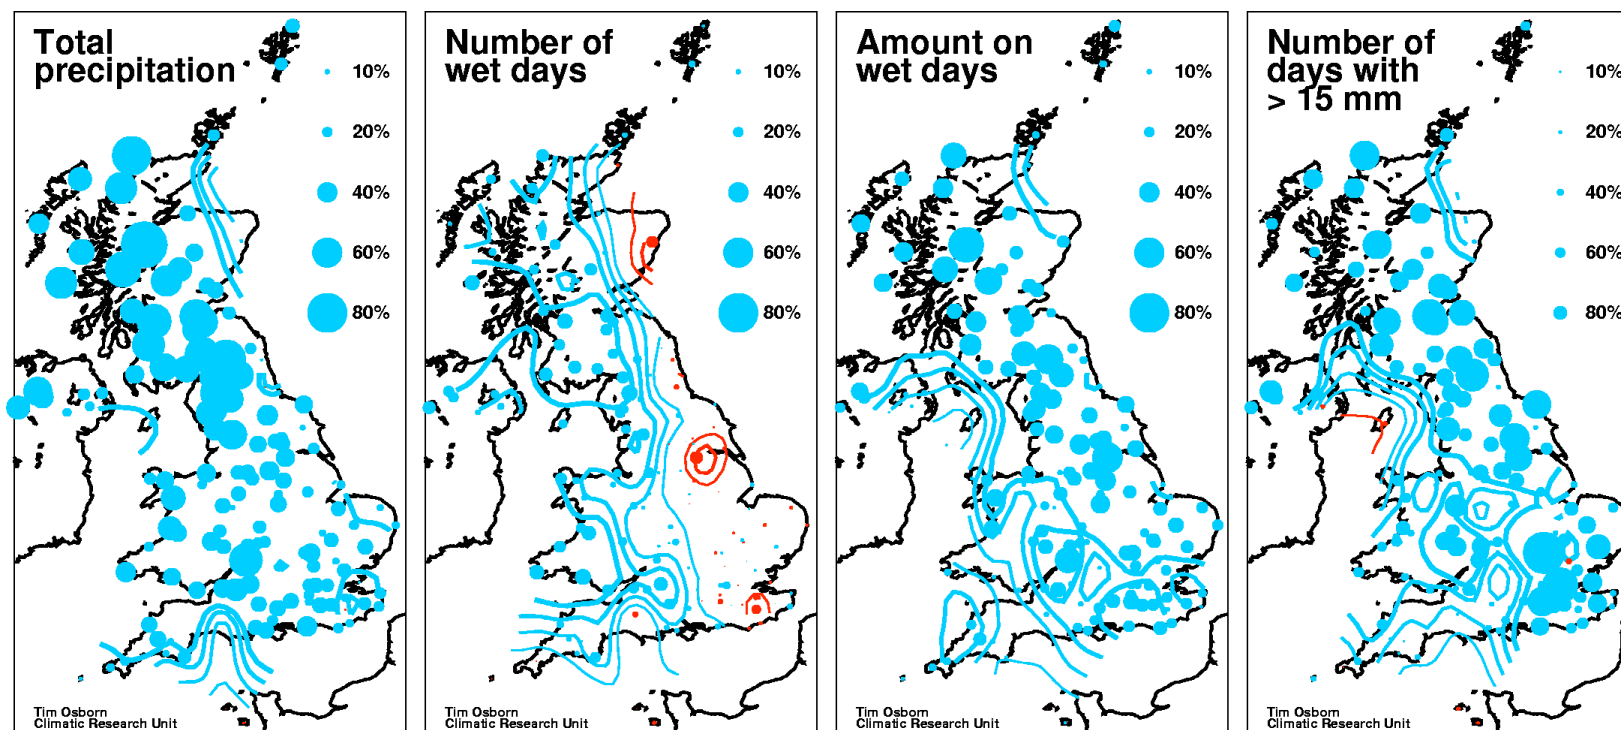 Total
precipitation
10%
20%
40%
60%
80%
Tim Osborn
Climatic Research Unit
Number of
wet days
10%
20%
40%
60%
80%
Tim Osborn
Climatic Research Unit
Amount on
wet days
10%
20%
40%
60%
80%
Tim Osborn
Climatic Research Unit
Number of
days with
> 15 mm
10%
20%
40%
60%
80%
Tim Osborn
Climatic Research Unit